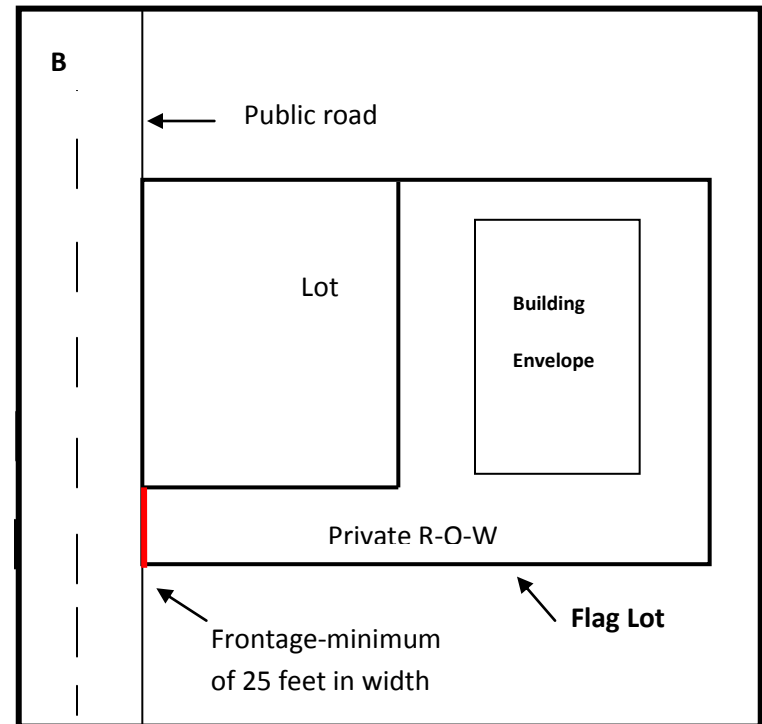 B
Public road
Lot
Building
Envelope
Private R-O-W
Flag Lot
Frontage-minimum
of 25 feet in width